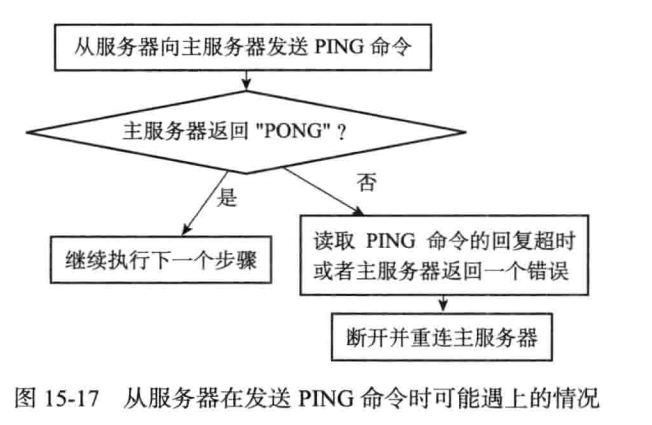 从服务器向主服务器发送 PING 命令
主服务器返回 "PONG"？
是
否
继续执行下一个步骤
读取 PING 命令的回复超时
或者主服务器返回一个错误
断开并重连主服务器
图 15-17 从服务器在发送 PING 命令时可能遇上的情况